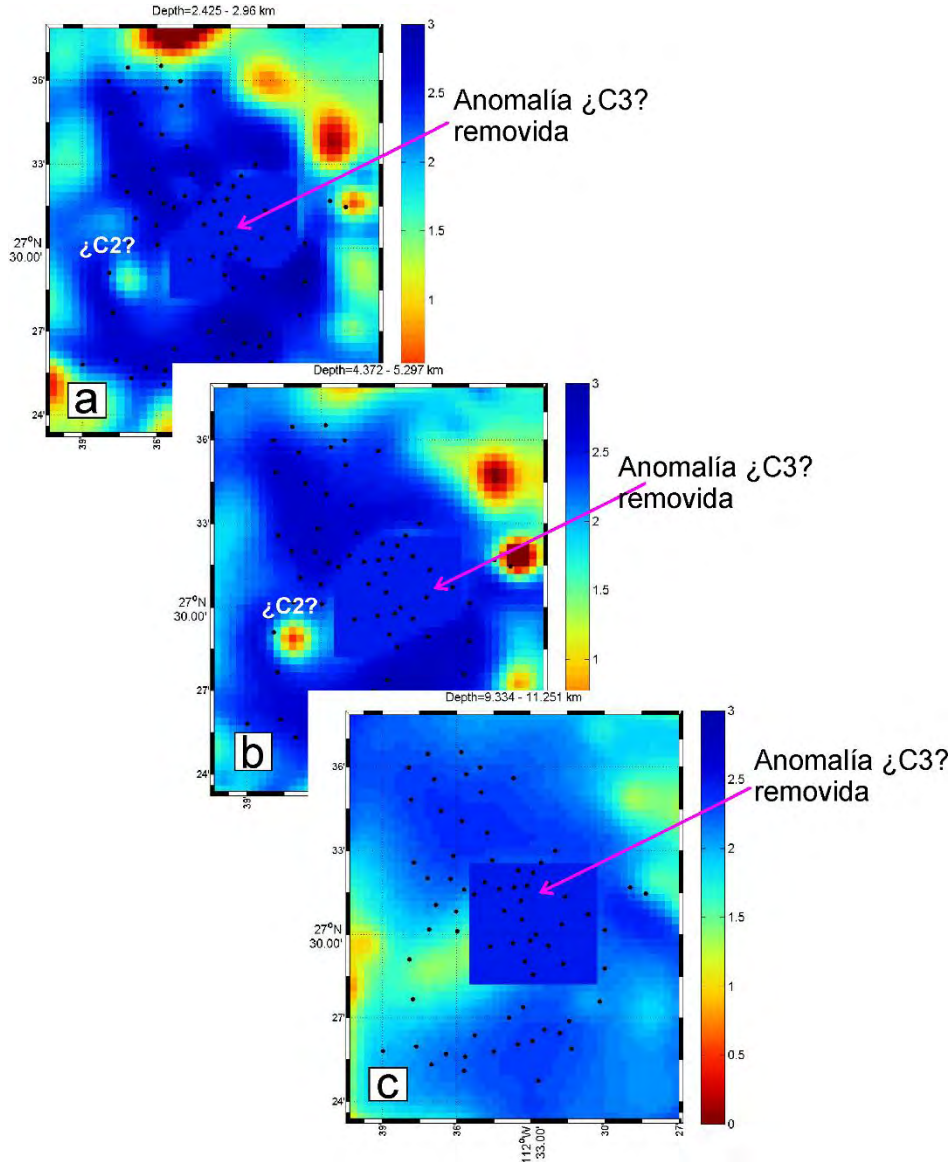 Depth=2.425 - 2.96 km
3
36'
Anomalía ¿C3?
removida
2.5
33'
2
¿C2?
27°N
30.00'
1.5
1
27'
24'
a
39'
36'
Depth=4.372 - 5.297 km
3
36'
Anomalía ¿C3?
removida
2.5
33'
2
27°N
30.00'
¿C2?
1.5
27'
1
24'
b
39'
Depth=9.334 - 11.251 km
3
36'
Anomalía ¿C3?
removida
2.5
33'
2
27°N
30.00'
1.5
1
27'
0.5
24'
c
0
39'
36'
112°W
33.00'
30'
27'